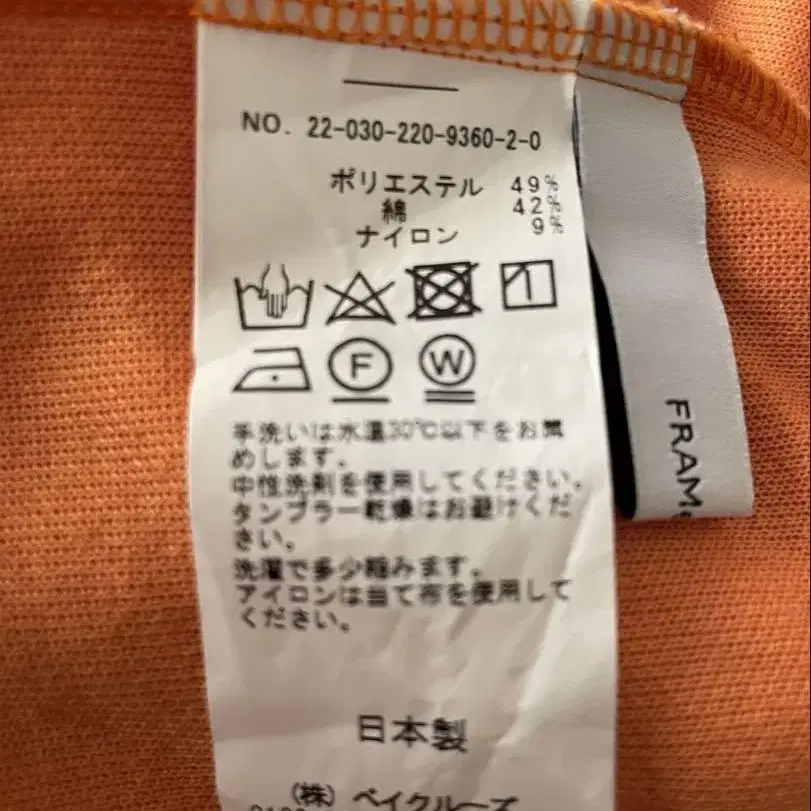 NO. 22-030-220-9360-2-0
ポリエステル 49%
綿 42%
ナイロン 9%
F W
手洗いは水温30℃以下をお薦
めします。
中性洗剤を使用してください。
タンブラー乾燥はお避けくだ
さい。
洗濯で多少縮みます。
アイロンは当て布を使用して
ください。
日本製
(株) ベイクルーズ
FRAMe